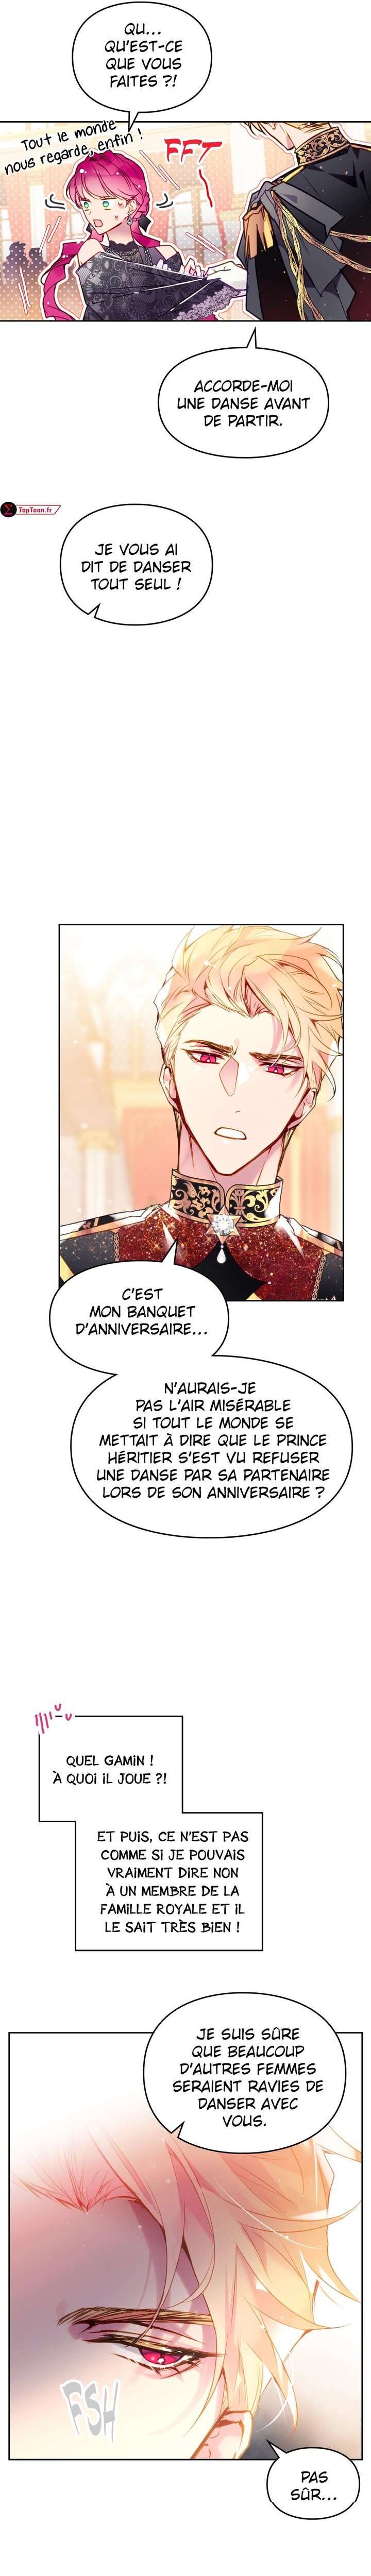 QU...
QU'EST-CE
QUE VOUS
FAITES ?!
Tout le monde
nous regarde, enfin !
FFT
ACCORDE-MOI
UNE DANSE AVANT
DE PARTIR.
TopToon.fr
JE VOUS AI
DIT DE DANSER
TOUT SEUL !
C'EST
MON BANQUET
D'ANNIVERSAIRE...
N'AURAIS-JE
PAS L'AIR MISÉRABLE
SI TOUT LE MONDE SE
METTAIT À DIRE QUE LE PRINCE
HÉRITIER S'EST VU REFUSER
UNE DANSE PAR SA PARTENAIRE
LORS DE SON ANNIVERSAIRE ?
QUEL GAMIN !
À QUOI IL JOUE ?!
ET PUIS, CE N'EST PAS
COMME SI JE POUVAIS
VRAIMENT DIRE NON
À UN MEMBRE DE LA
FAMILLE ROYALE ET IL
LE SAIT TRÈS BIEN !
JE SUIS SÛRE
QUE BEAUCOUP
D'AUTRES FEMMES
SERAIENT RAVIES DE
DANSER AVEC
VOUS.
FSH
PAS
SÛR...